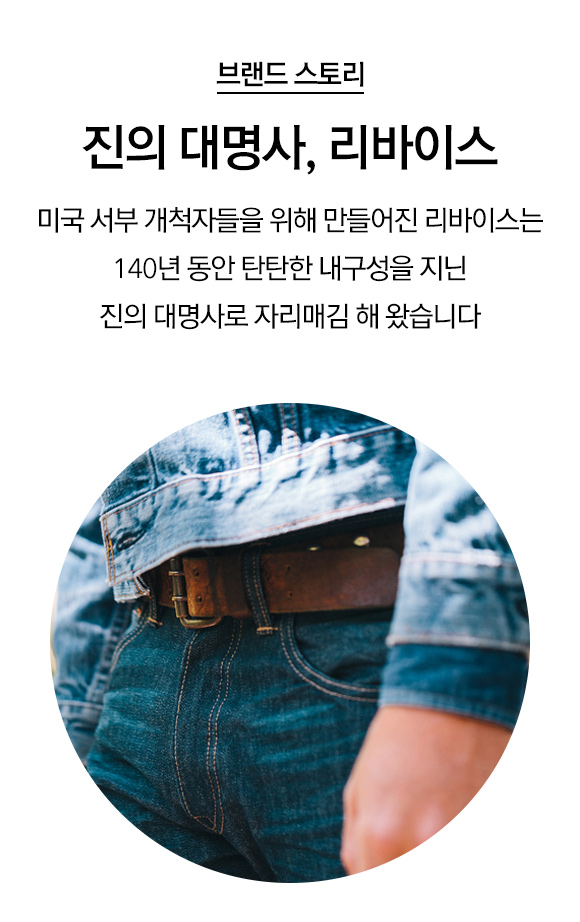 브랜드 스토리
진의 대명사, 리바이스
미국 서부 개척자들을 위해 만들어진 리바이스는
140년 동안 탄탄한 내구성을 지닌
진의 대명사로 자리매김 해 왔습니다